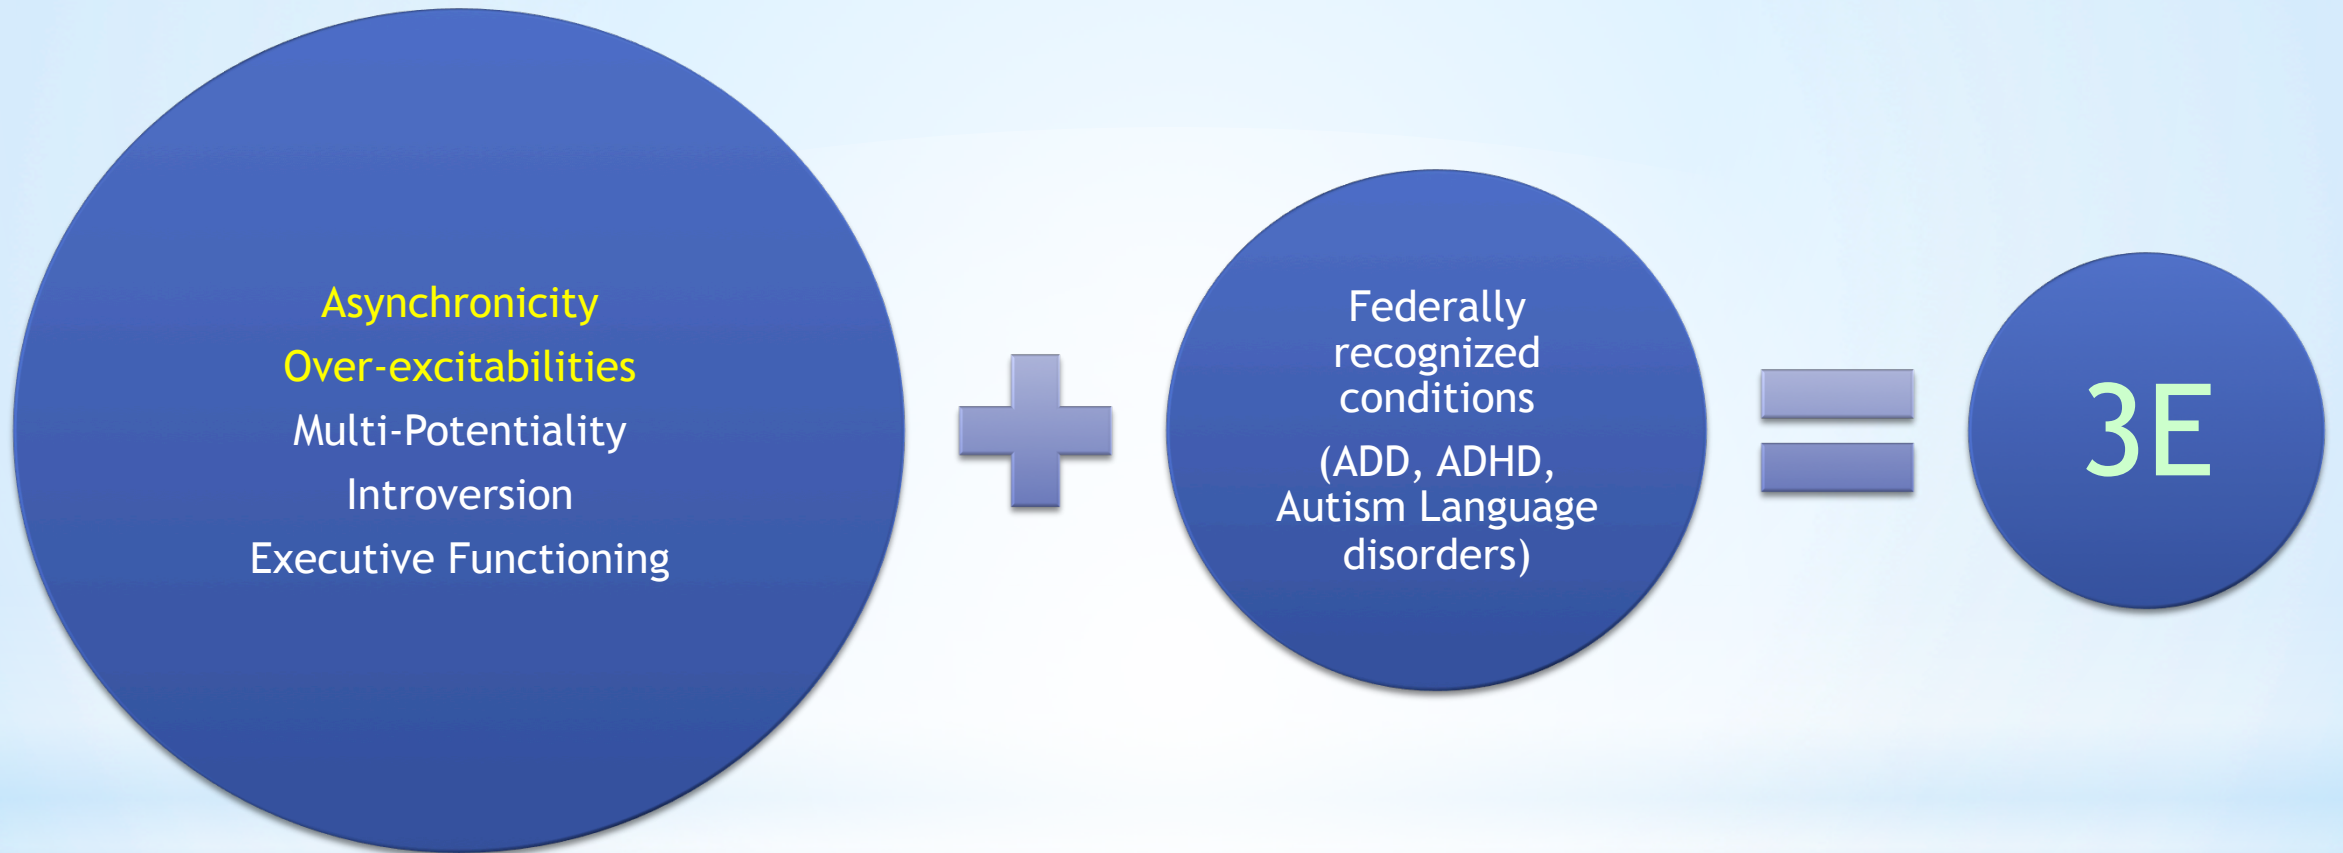 Asynchronicity
Over-excitabilities
Multi-Potentiality
Introversion
Executive Functioning
Federally
recognized
conditions
(ADD, ADHD,
Autism Language
disorders)
3E